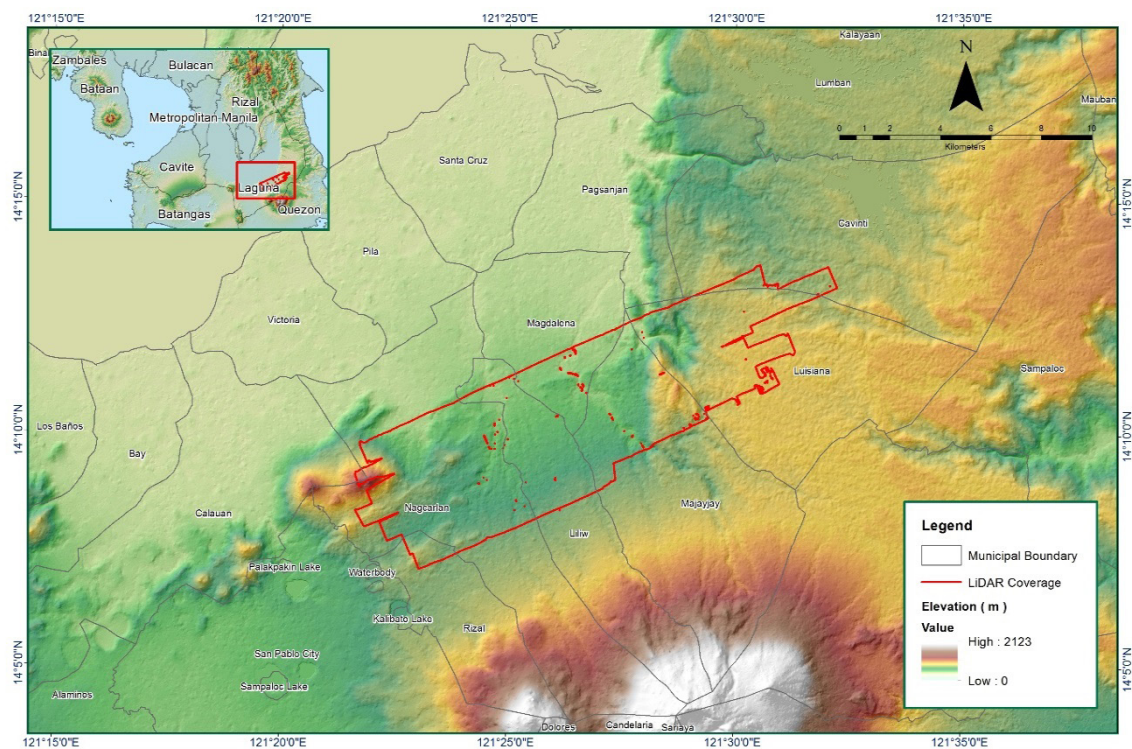 121°15'0"E
121°20'0"E
121°25'0"E
121°30'0"E
121°35'0"E
Zambales
Bulacan
Bataan
Rizal
Metropolitan Manila
Cavite
Laguna
Batangas
Quezon
Kalayaan
N
Lumban
Mauban
0 1 2 4 6 8 10
Kilometers
Santa Cruz
Pagsanjan
14°15'0"N
14°15'0"N
Cavinti
Pila
Victoria
Magdalena
Luisiana
Sampaloc
Los Baños
14°10'0"N
14°10'0"N
Bay
Calauan
Nagcarlan
Majayjay
Liliw
Palakpakin Lake
Waterbody
Kalibato Lake
Rizal
San Pablo City
Sampaloc Lake
14°5'0"N
14°5'0"N
Alaminos
Dolores
Candelaria
Sariaya
Legend
Municipal Boundary
LiDAR Coverage
Elevation ( m )
Value
High : 2123
Low : 0
121°15'0"E
121°20'0"E
121°25'0"E
121°30'0"E
121°35'0"E